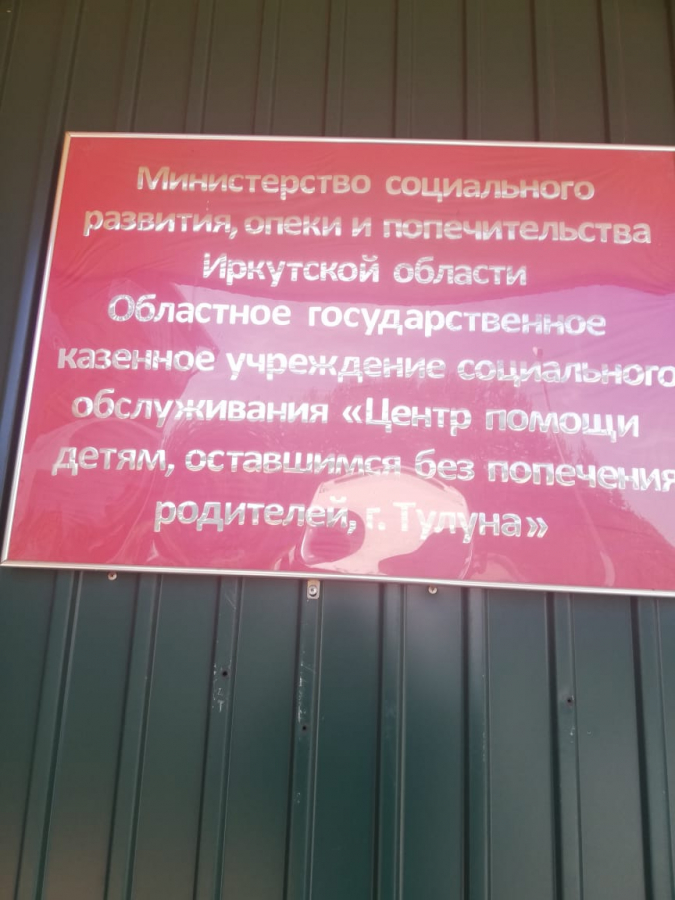 Министерство социального
развития, опеки и попечительства
Иркутской области
Областное государственное
казенное учреждение социального
обслуживания «Центр помощи
детям, оставшимся без попечения
родителей, г. Тулуна»